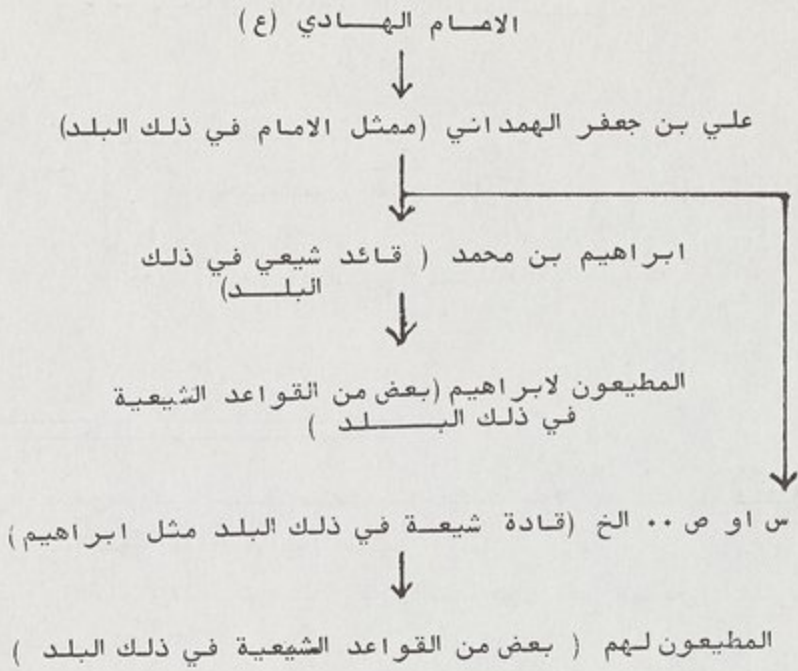 الامام الهادي (ع)
علي بن جعفر الهمداني (ممثل الامام في ذلك البلد)
ابراهيم بن محمد ( قائد شيعي في ذلك
البلد)
المطيعون لابراهيم (بعض من القواعد الشيعية
في ذلك البلد )
س او ص ٠٠ الخ (قادة شيعة في ذلك البلد مثل ابراهيم)
المطيعون لهم ( بعض من القواعد الشيعية في ذلك البلد )